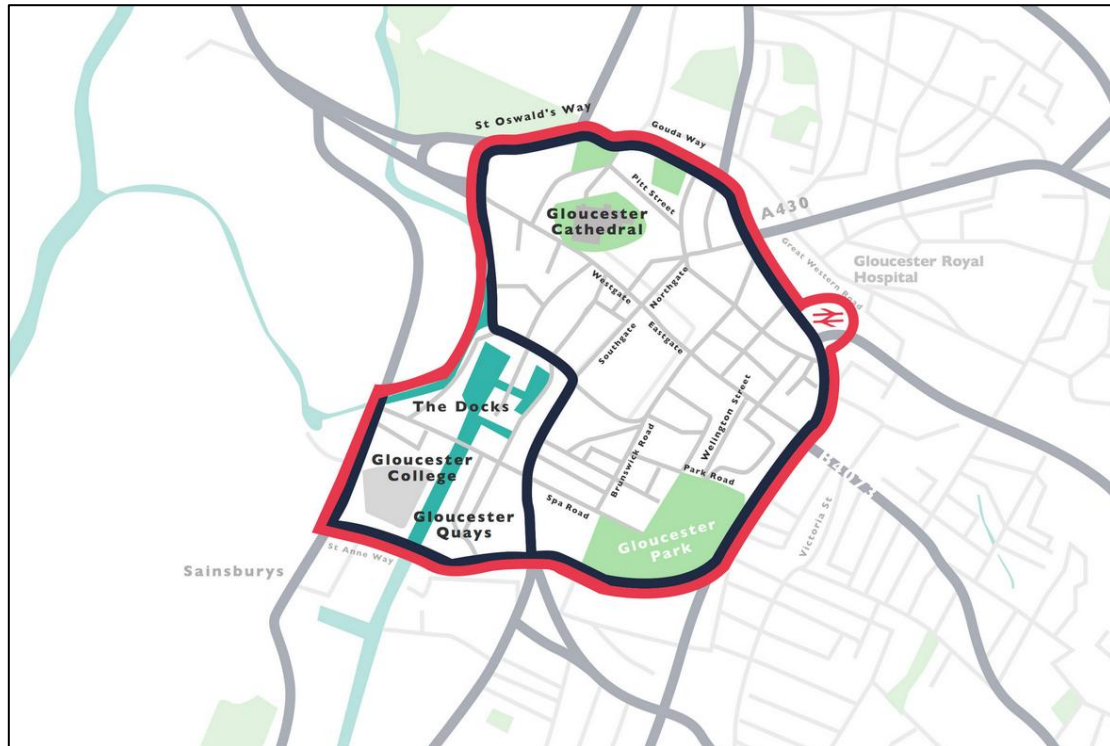 St Oswald's Way
Gouda Way
Pitt Street
A430
Gloucester
Cathedral
Great Western Road
Gloucester Royal
Hospital
Westgate
Northgate
Southgate
Eastgate
The Docks
Wellington Street
Gloucester
College
Brunswick Road
Park Road
B4073
Spa Road
Gloucester
Quays
Gloucester
Park
Victoria St
St Anne Way
Sainsburys